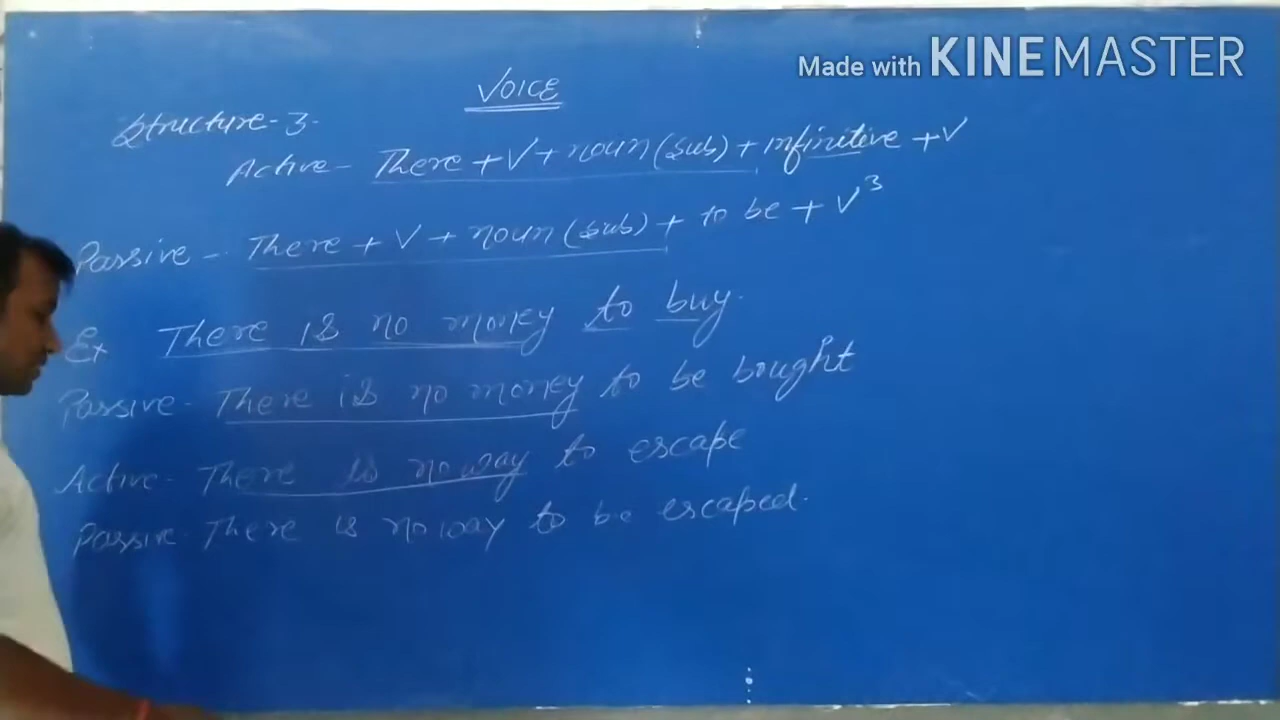 Made with KINEMASTER
VOICE
Structure-3-
Active- There + V + noun (sub) + infinitive + V
Passive- There + V + noun (sub) + to be + V³
Ex There is no money to buy.
Passive- There is no money to be bought
Active- There is no way to escape
Passive- There is no way to be escaped.